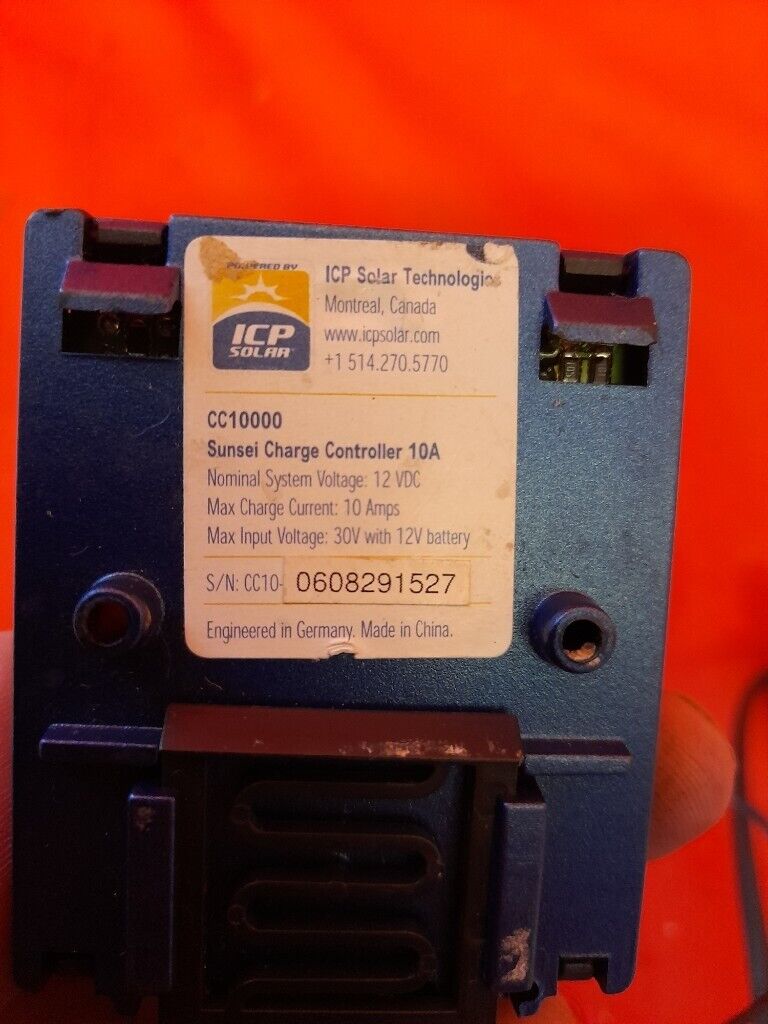 POWERED BY
ICP
SOLAR
ICP Solar Technologies
Montreal, Canada
www.icpsolar.com
+1 514.270.5770
CC10000
Sunsei Charge Controller 10A
Nominal System Voltage: 12 VDC
Max Charge Current: 10 Amps
Max Input Voltage: 30V with 12V battery
S/N: CC10-0608291527
Engineered in Germany. Made in China.